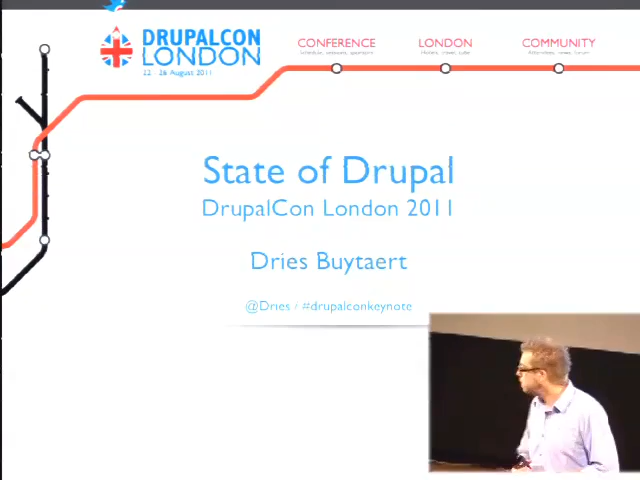 DRUPALCON
LONDON
22 - 26 August 2011
CONFERENCE
LONDON
COMMUNITY
State of Drupal
DrupalCon London 2011
Dries Buytaert
@Dries / #drupalconkeynote